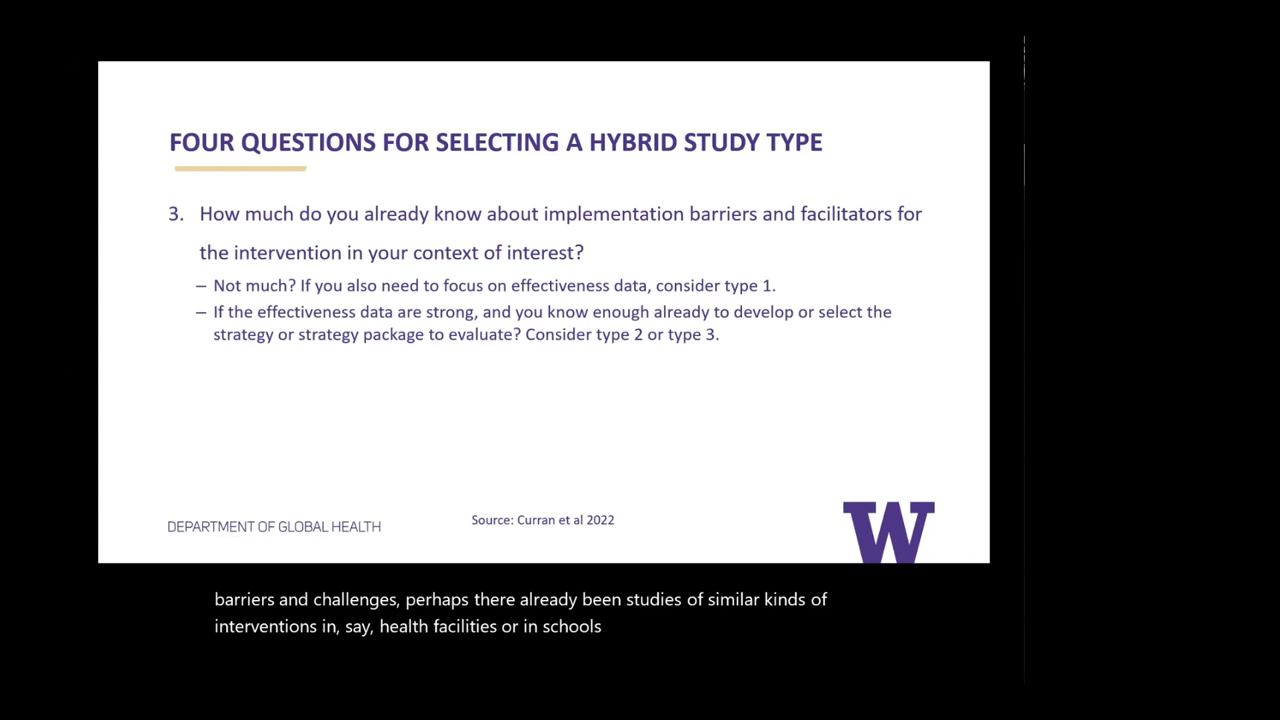 FOUR QUESTIONS FOR SELECTING A HYBRID STUDY TYPE
3. How much do you already know about implementation barriers and facilitators for
the intervention in your context of interest?
– Not much? If you also need to focus on effectiveness data, consider type 1.
– If the effectiveness data are strong, and you know enough already to develop or select the
strategy or strategy package to evaluate? Consider type 2 or type 3.
DEPARTMENT OF GLOBAL HEALTH
Source: Curran et al 2022
W
barriers and challenges, perhaps there already been studies of similar kinds of
interventions in, say, health facilities or in schools